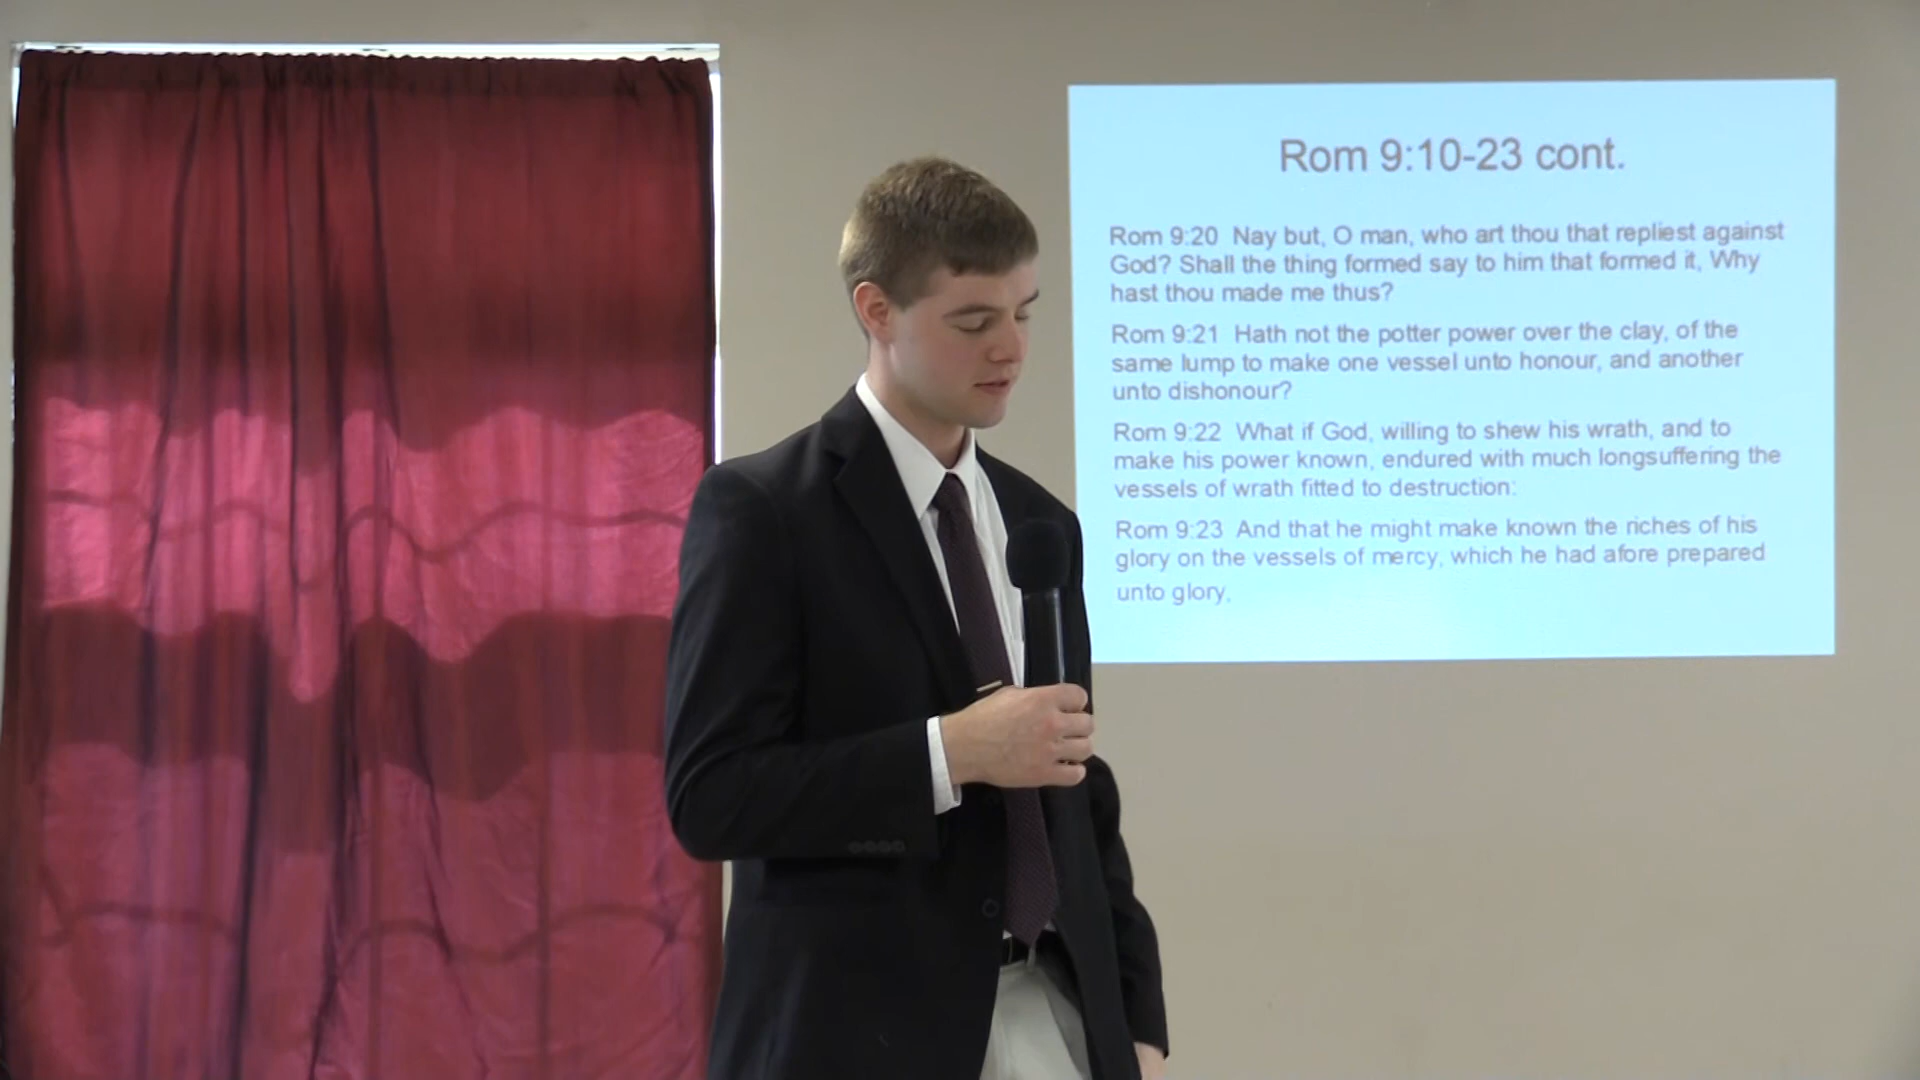 Rom 9:10-23 cont.
Rom 9:20 Nay but, O man, who art thou that repliest against
God? Shall the thing formed say to him that formed it, Why
hast thou made me thus?
Rom 9:21 Hath not the potter power over the clay, of the
same lump to make one vessel unto honour, and another
unto dishonour?
Rom 9:22 What if God, willing to shew his wrath, and to
make his power known, endured with much longsuffering the
vessels of wrath fitted to destruction:
Rom 9:23 And that he might make known the riches of his
glory on the vessels of mercy, which he had afore prepared
unto glory,